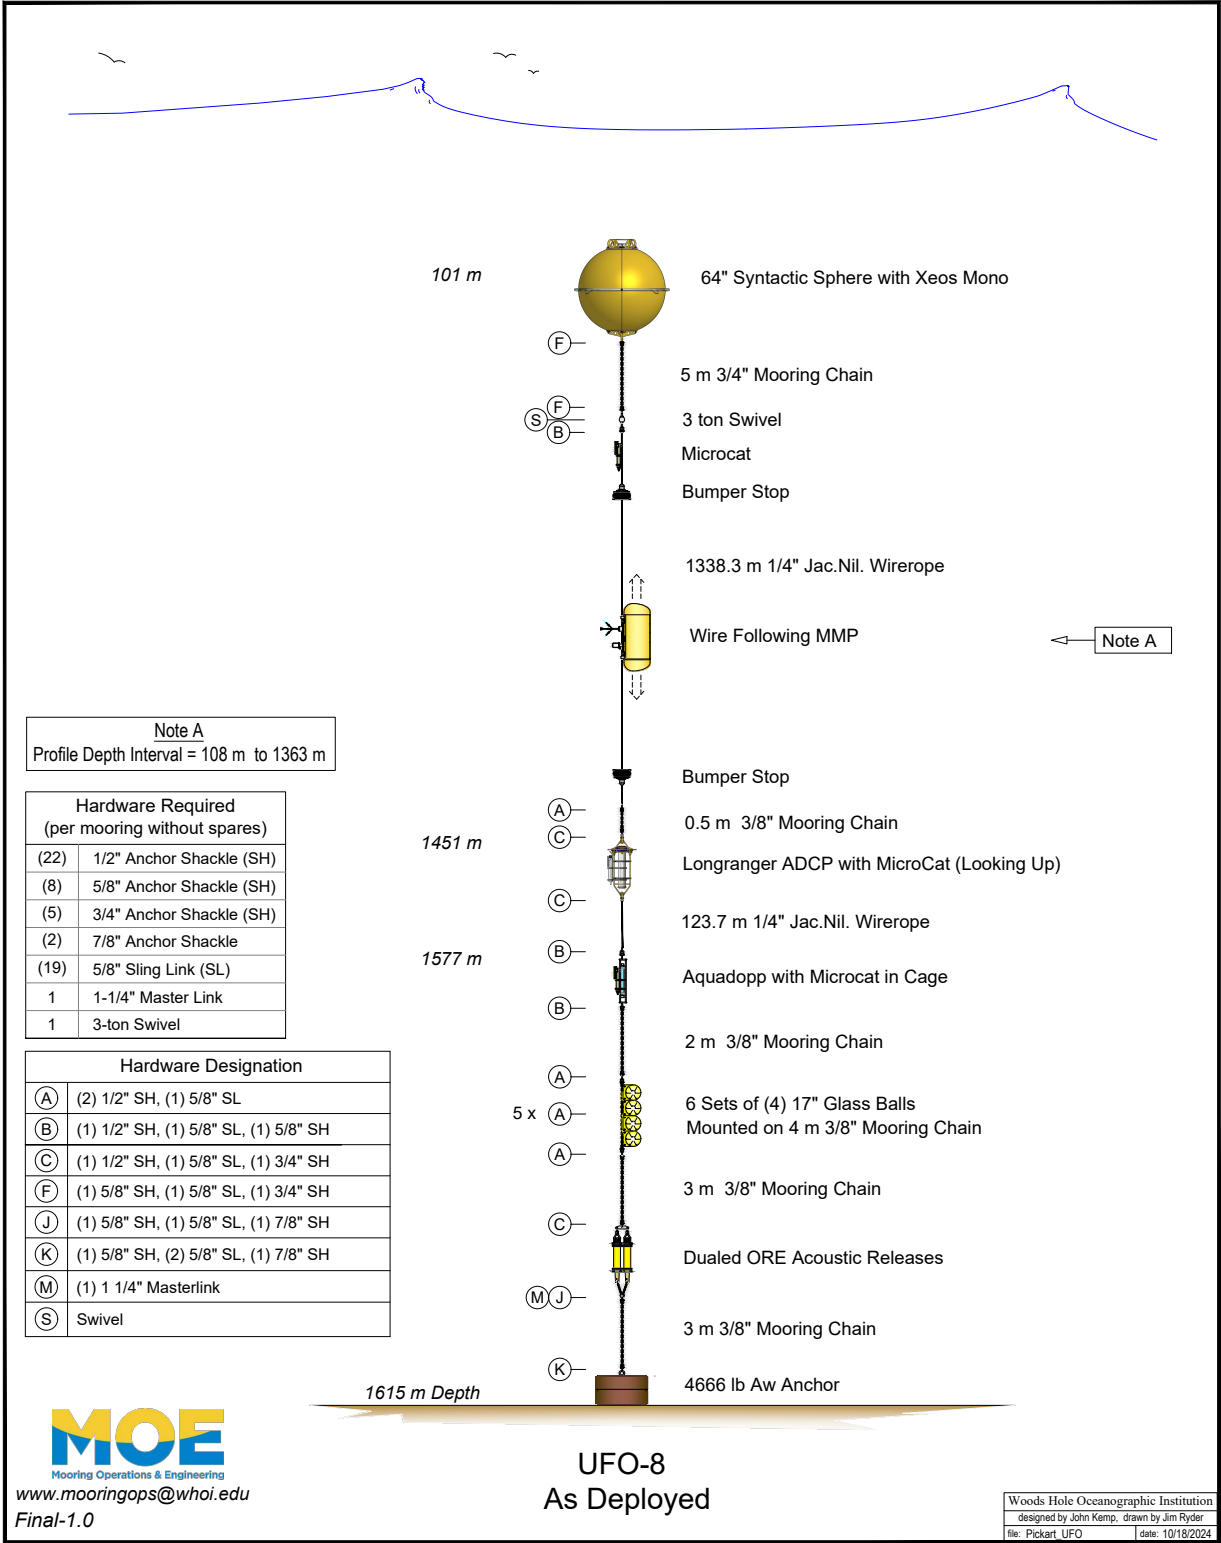 101 m
64" Syntactic Sphere with Xeos Mono
F
5 m 3/4" Mooring Chain
F
S
3 ton Swivel
B
Microcat
Bumper Stop
1338.3 m 1/4" Jac.Nil. Wirerope
Wire Following MMP
Note A
Note A
Profile Depth Interval = 108 m to 1363 m
Bumper Stop
Hardware Required
(per mooring without spares)
(22) 1/2" Anchor Shackle (SH)
(8) 5/8" Anchor Shackle (SH)
(5) 3/4" Anchor Shackle (SH)
(2) 7/8" Anchor Shackle
(19) 5/8" Sling Link (SL)
1 1-1/4" Master Link
1 3-ton Swivel
A
0.5 m 3/8" Mooring Chain
C
1451 m
Longranger ADCP with MicroCat (Looking Up)
C
123.7 m 1/4" Jac.Nil. Wirerope
B
1577 m
Aquadopp with Microcat in Cage
B
2 m 3/8" Mooring Chain
Hardware Designation
A (2) 1/2" SH, (1) 5/8" SL
B (1) 1/2" SH, (1) 5/8" SL, (1) 5/8" SH
C (1) 1/2" SH, (1) 5/8" SL, (1) 3/4" SH
F (1) 5/8" SH, (1) 5/8" SL, (1) 3/4" SH
J (1) 5/8" SH, (1) 5/8" SL, (1) 7/8" SH
K (1) 5/8" SH, (2) 5/8" SL, (1) 7/8" SH
M (1) 1 1/4" Masterlink
S Swivel
A
5 x A
6 Sets of (4) 17" Glass Balls
Mounted on 4 m 3/8" Mooring Chain
A
3 m 3/8" Mooring Chain
C
Dualed ORE Acoustic Releases
M J
3 m 3/8" Mooring Chain
K
4666 lb Aw Anchor
1615 m Depth
MOE
Mooring Operations & Engineering
www.mooringops@whoi.edu
Final-1.0
UFO-8
As Deployed
Woods Hole Oceanographic Institution
designed by John Kemp, drawn by Jim Ryder
file: Pickart_UFO date: 10/18/2024